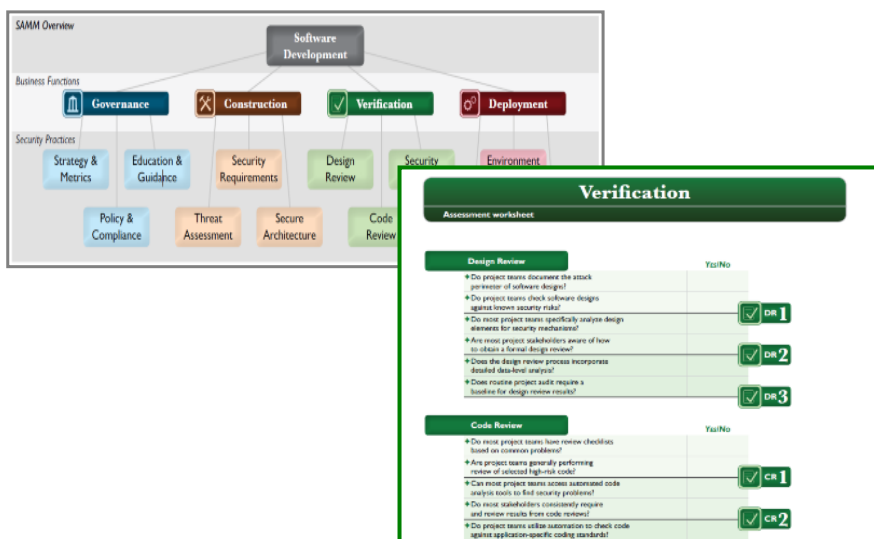 SAMM Overview
Software
Development
Business Functions
Governance
Construction
Verification
Deployment
Security Practices
Strategy &
Metrics
Education &
Guidance
Security
Requirements
Design
Review
Security
Environment
Policy &
Compliance
Threat
Assessment
Secure
Architecture
Code
Review
Verification
Assessment worksheet
Design Review
Yes/No
✦Do project teams document the attack
perimeter of software designs?
✦Do project teams check software designs
against known security risks?
DR 1
✦Do most project teams specifically analyze design
elements for security mechanisms?
✦Are most project stakeholders aware of how
to obtain a formal design review?
DR 2
✦Does the design review process incorporate
detailed data-level analysis?
✦Does routine project audit require a
baseline for design review results?
DR 3
Code Review
Yes/No
✦Do most project teams have review checklists
based on common problems?
✦Are project teams generally performing
review of selected high-risk code?
CR 1
✦Can most project teams access automated code
analysis tools to find security problems?
✦Do most stakeholders consistently require
and review results from code reviews?
CR 2
✦Do project teams utilize automation to check code
against application-specific coding standards?